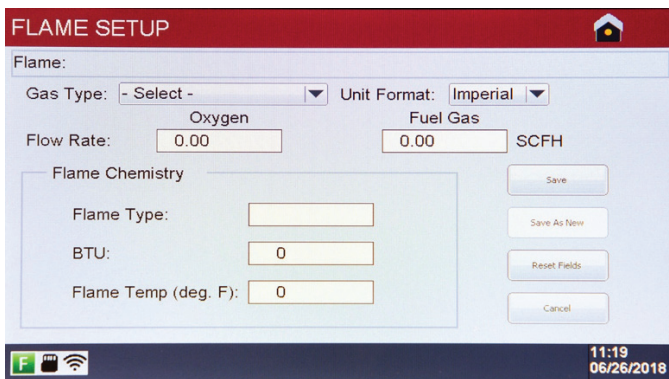 FLAME SETUP
Flame:
Gas Type: - Select - Unit Format: Imperial
Oxygen Fuel Gas
Flow Rate: 0.00 0.00 SCFH
Flame Chemistry
Save
Flame Type:
Save As New
BTU: 0
Reset Fields
Flame Temp (deg. F): 0
Cancel
F
11:19
06/26/2018